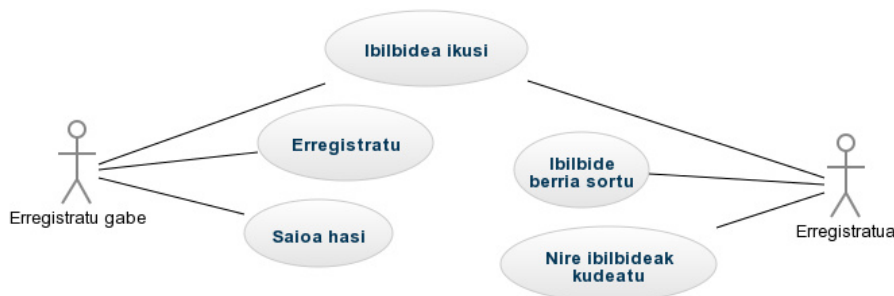 Ibilbidea ikusi
Erregistratu
Ibilbide
berria sortu
Erregistratu gabe
Erregistratua
Saioa hasi
Nire ibilbideak
kudeatu